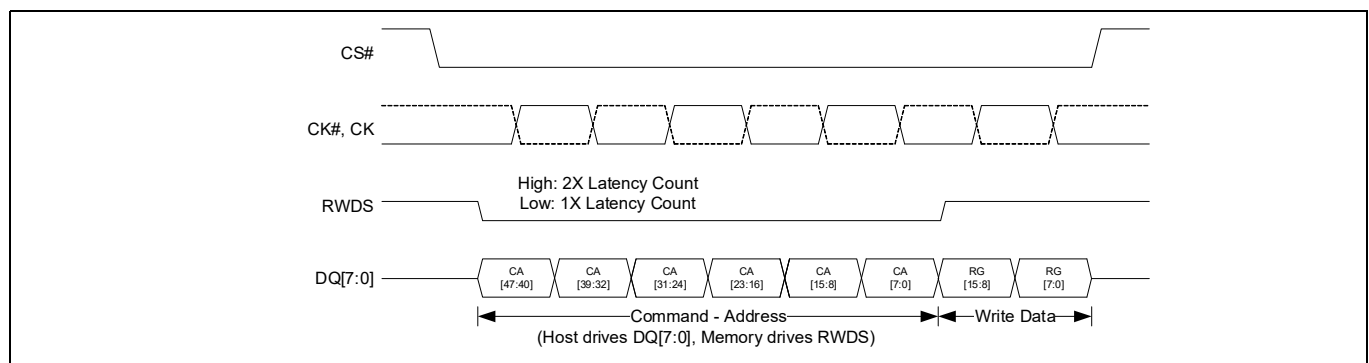 CS#
CK#, CK
High: 2X Latency Count
Low: 1X Latency Count
RWDS
DQ[7:0]
CA CA CA CA CA CA RG RG
[47:40] [39:32] [31:24] [23:16] [15:8] [7:0] [15:8] [7:0]
Command - Address Write Data
(Host drives DQ[7:0], Memory drives RWDS)